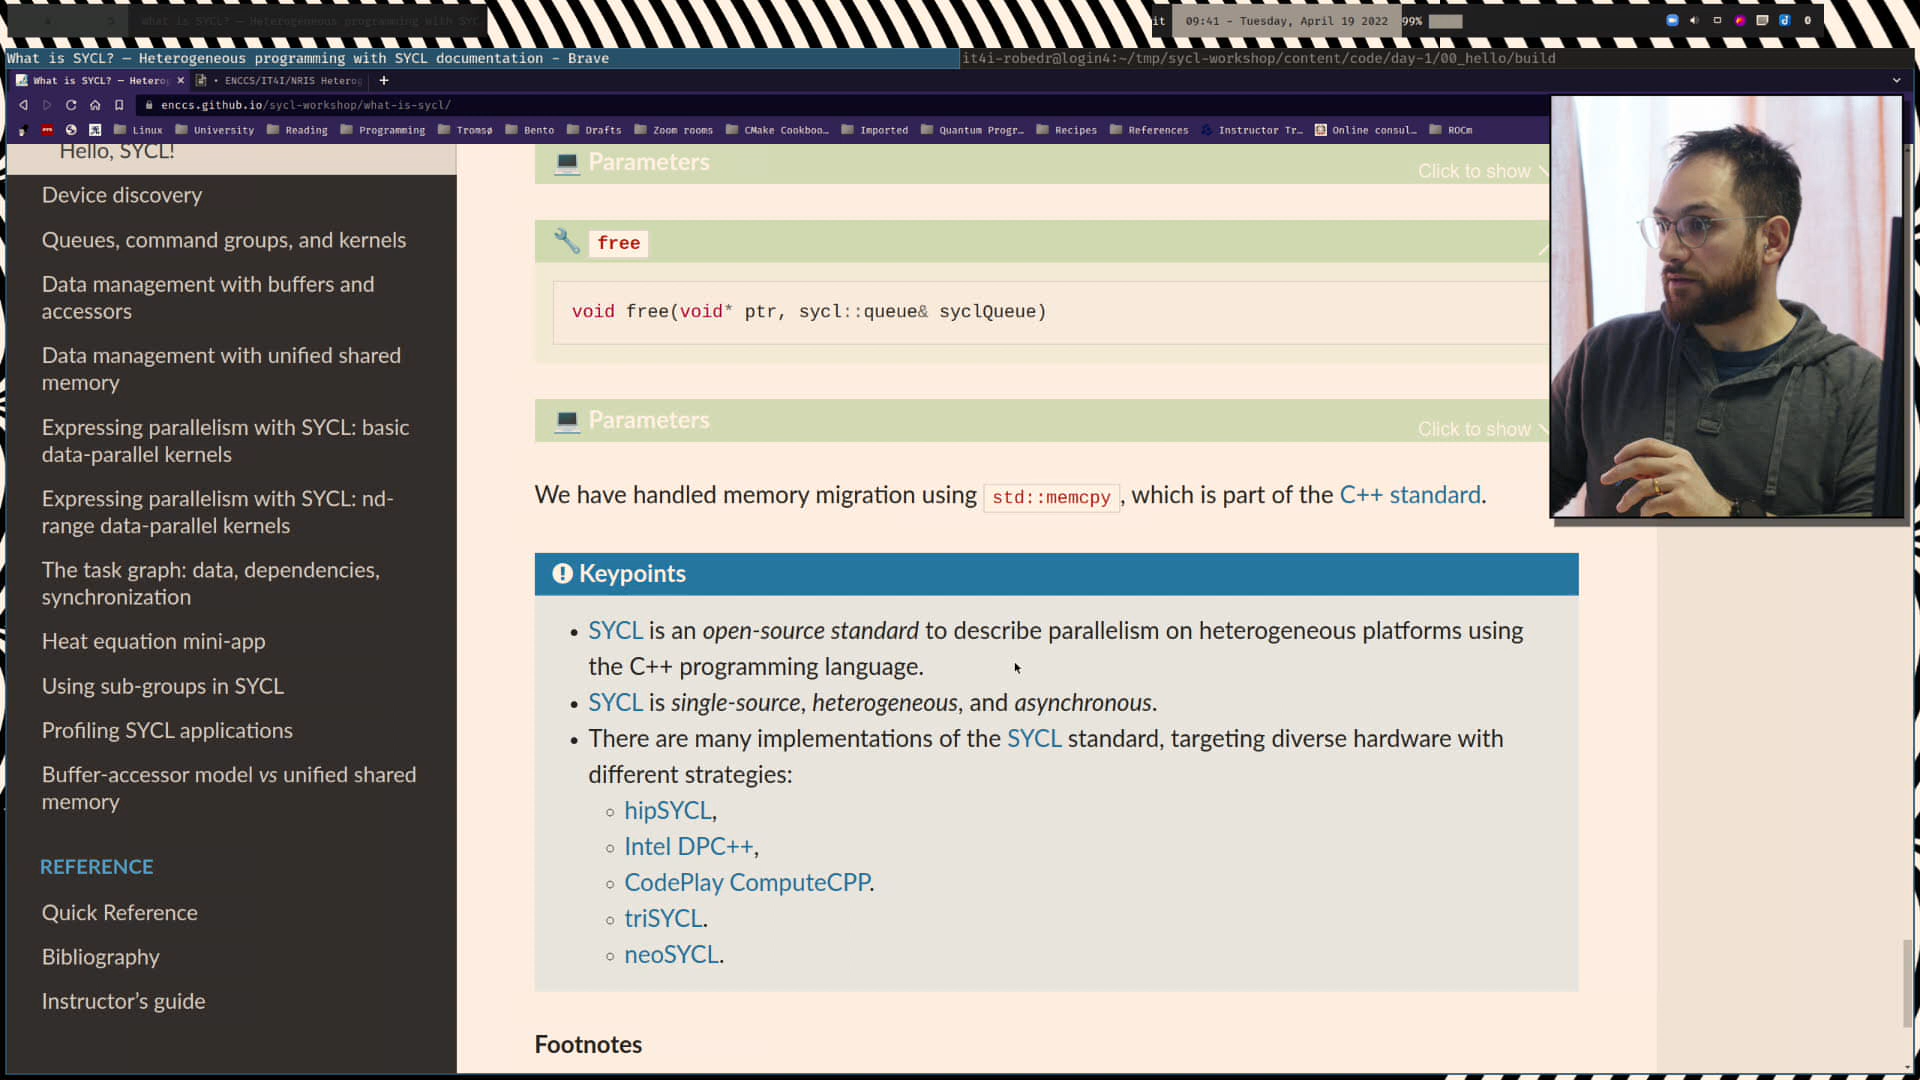 it
09:41 - Tuesday, April 19 2022
99%
What is SYCL? — Heterogeneous programming with SYCL documentation - Brave
it4i-robedr@login4:~/tmp/sycl-workshop/content/code/day-1/00_hello/build
What is SYCL? — Hetero
· ENCCS/IT4I/NRIS Heterog
enccs.github.io/sycl-workshop/what-is-sycl/
Linux
University
Reading
Programming
Tromsø
Bento
Drafts
Zoom rooms
CMake Cookboo…
Imported
Quantum Progr…
Recipes
References
Instructor Tr…
Online consul…
ROCm
Hello, SYCL!
Device discovery
Queues, command groups, and kernels
Data management with buffers and
accessors
Data management with unified shared
memory
Expressing parallelism with SYCL: basic
data-parallel kernels
Expressing parallelism with SYCL: nd-
range data-parallel kernels
The task graph: data, dependencies,
synchronization
Heat equation mini-app
Using sub-groups in SYCL
Profiling SYCL applications
Buffer-accessor model vs unified shared
memory
REFERENCE
Quick Reference
Bibliography
Instructor's guide
Parameters
Click to show
free
void free(void* ptr, sycl::queue& syclQueue)
Parameters
Click to show
We have handled memory migration using std::memcpy, which is part of the C++ standard.
Keypoints
• SYCL is an open-source standard to describe parallelism on heterogeneous platforms using
the C++ programming language.
• SYCL is single-source, heterogeneous, and asynchronous.
• There are many implementations of the SYCL standard, targeting diverse hardware with
different strategies:
◦ hipSYCL,
◦ Intel DPC++,
◦ CodePlay ComputeCPP.
◦ triSYCL.
◦ neoSYCL.
Footnotes